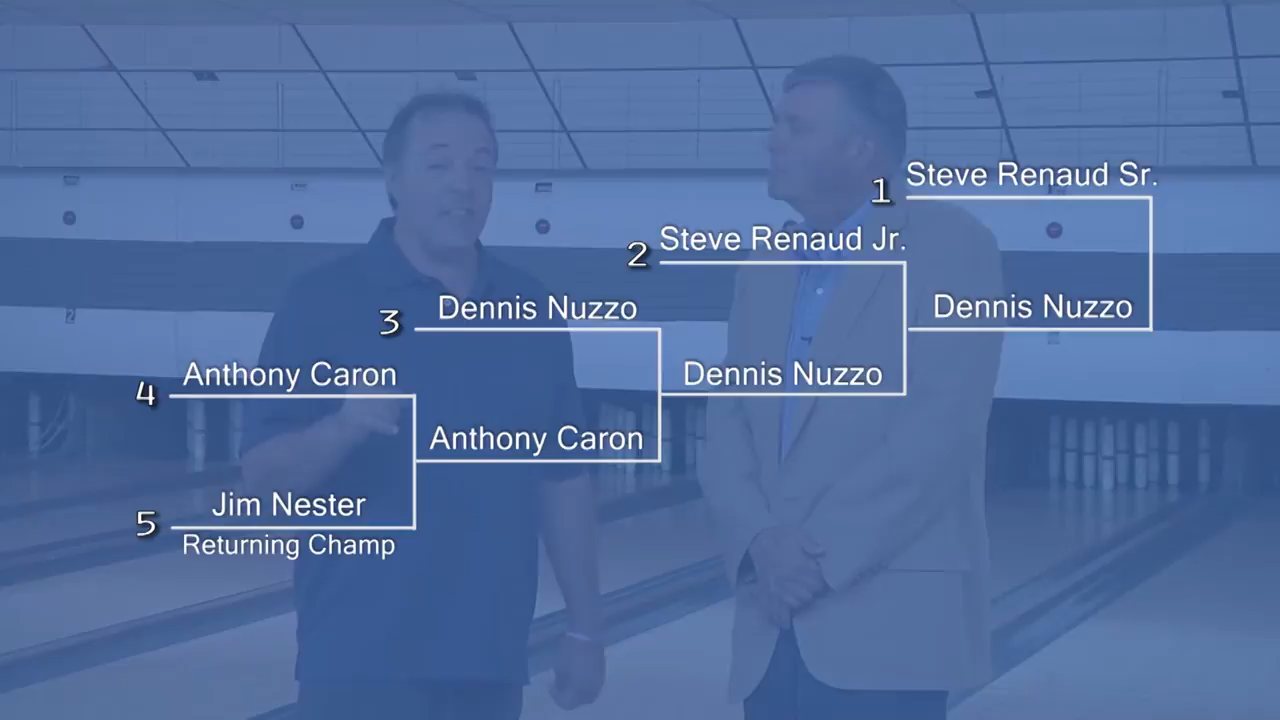 1 Steve Renaud Sr.
2 Steve Renaud Jr.
Dennis Nuzzo
3 Dennis Nuzzo
4 Anthony Caron
Dennis Nuzzo
Anthony Caron
5 Jim Nester
Returning Champ
2